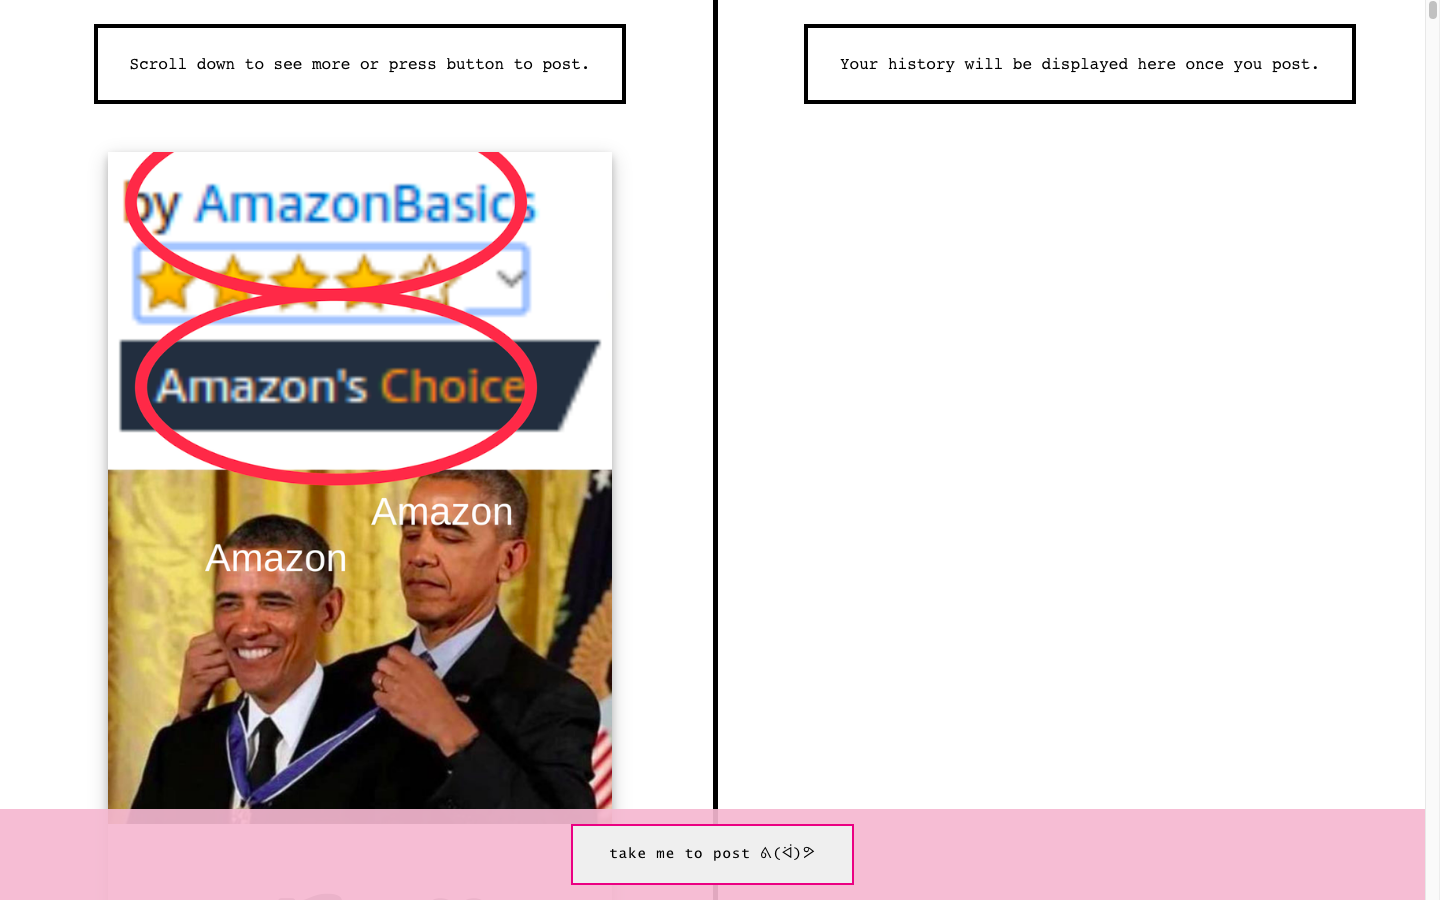 Scroll down to see more or press button to post.
Your history will be displayed here once you post.
by AmazonBasics
Amazon's Choice
Amazon
Amazon
take me to post